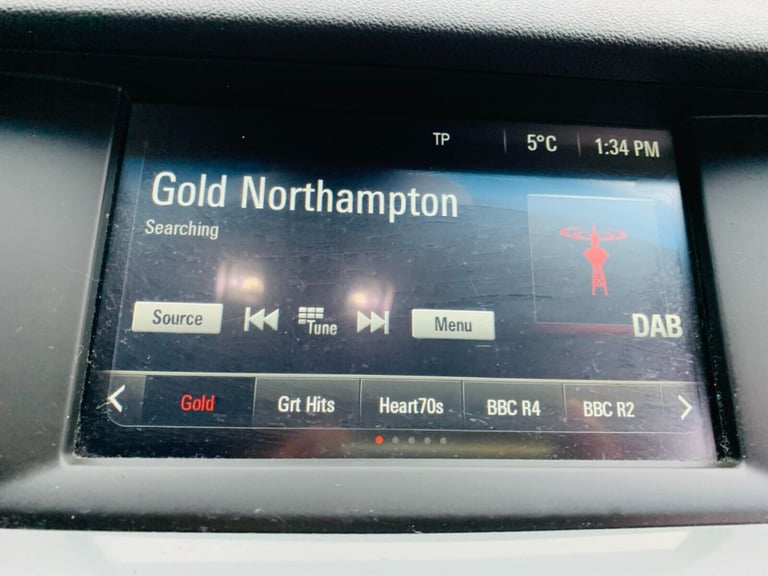 TP 5°C 1:34 PM
Gold Northampton
Searching
Source Tune Menu
DAB
Gold Grt Hits Heart70s BBC R4 BBC R2